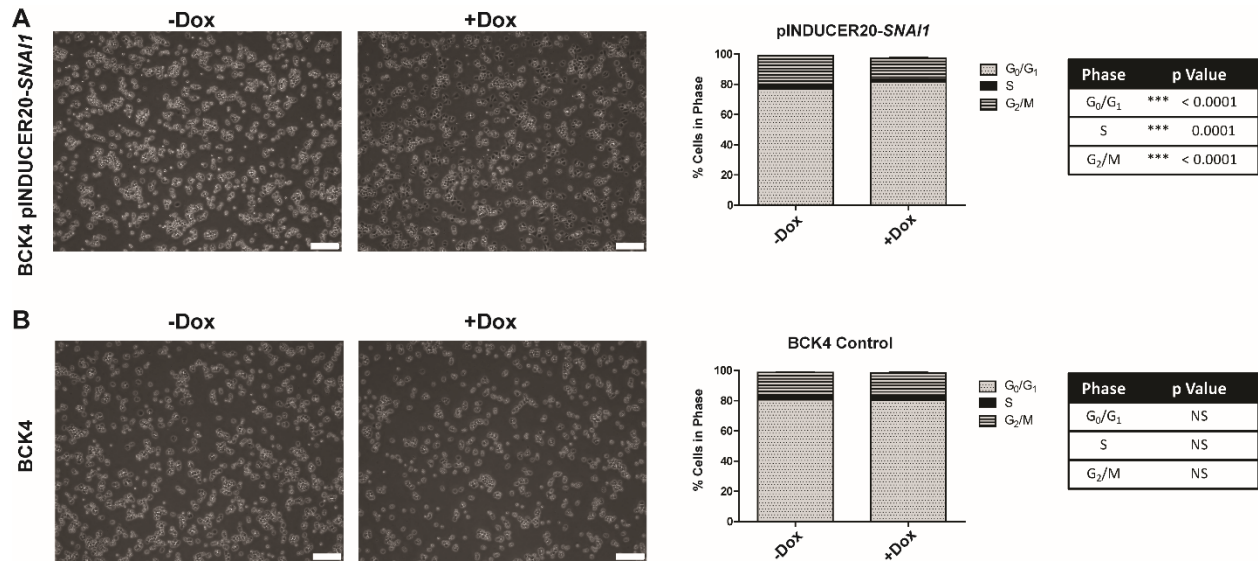 A
-Dox
+Dox
BCK4 pINDUCER20-SNAI1
pINDUCER20-SNAI1
% Cells in Phase
100
80
60
40
20
0
-Dox
+Dox
G₀/G₁
S
G₂/M
Phase p Value
G₀/G₁ *** < 0.0001
S *** 0.0001
G₂/M *** < 0.0001
B
-Dox
+Dox
BCK4
BCK4 Control
% Cells in Phase
100
80
60
40
20
0
-Dox
+Dox
G₀/G₁
S
G₂/M
Phase p Value
G₀/G₁ NS
S NS
G₂/M NS